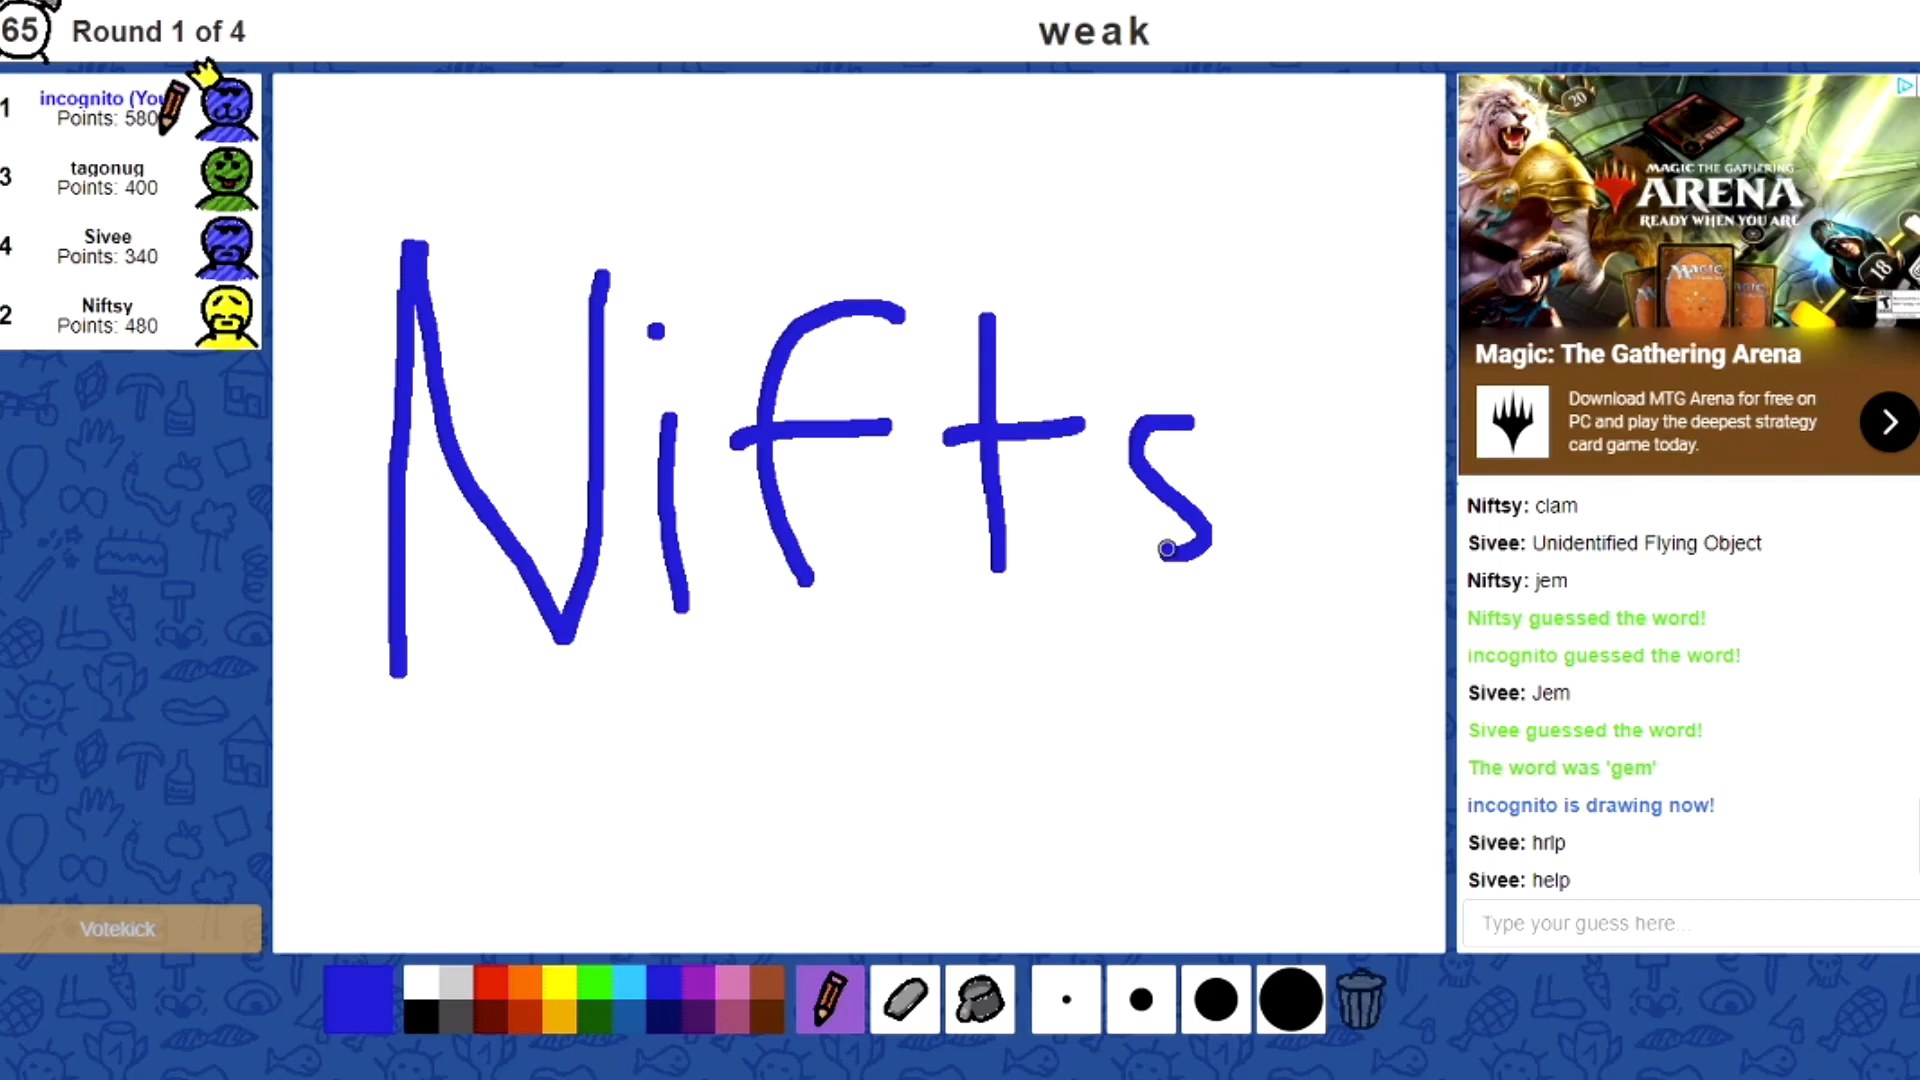 65
Round 1 of 4
weak
1
incognito (You
Points: 580
3
tagonug
Points: 400
4
Sivee
Points: 340
2
Niftsy
Points: 480
Votekick
Nifts
20
MAGIC THE GATHERING
ARENA
READY WHEN YOU ARE
MAGIC
18
Magic: The Gathering Arena
Download MTG Arena for free on
PC and play the deepest strategy
card game today.
Niftsy: clam
Sivee: Unidentified Flying Object
Niftsy: jem
Niftsy guessed the word!
incognito guessed the word!
Sivee: Jem
Sivee guessed the word!
The word was 'gem'
incognito is drawing now!
Sivee: hrlp
Sivee: help
Type your guess here...